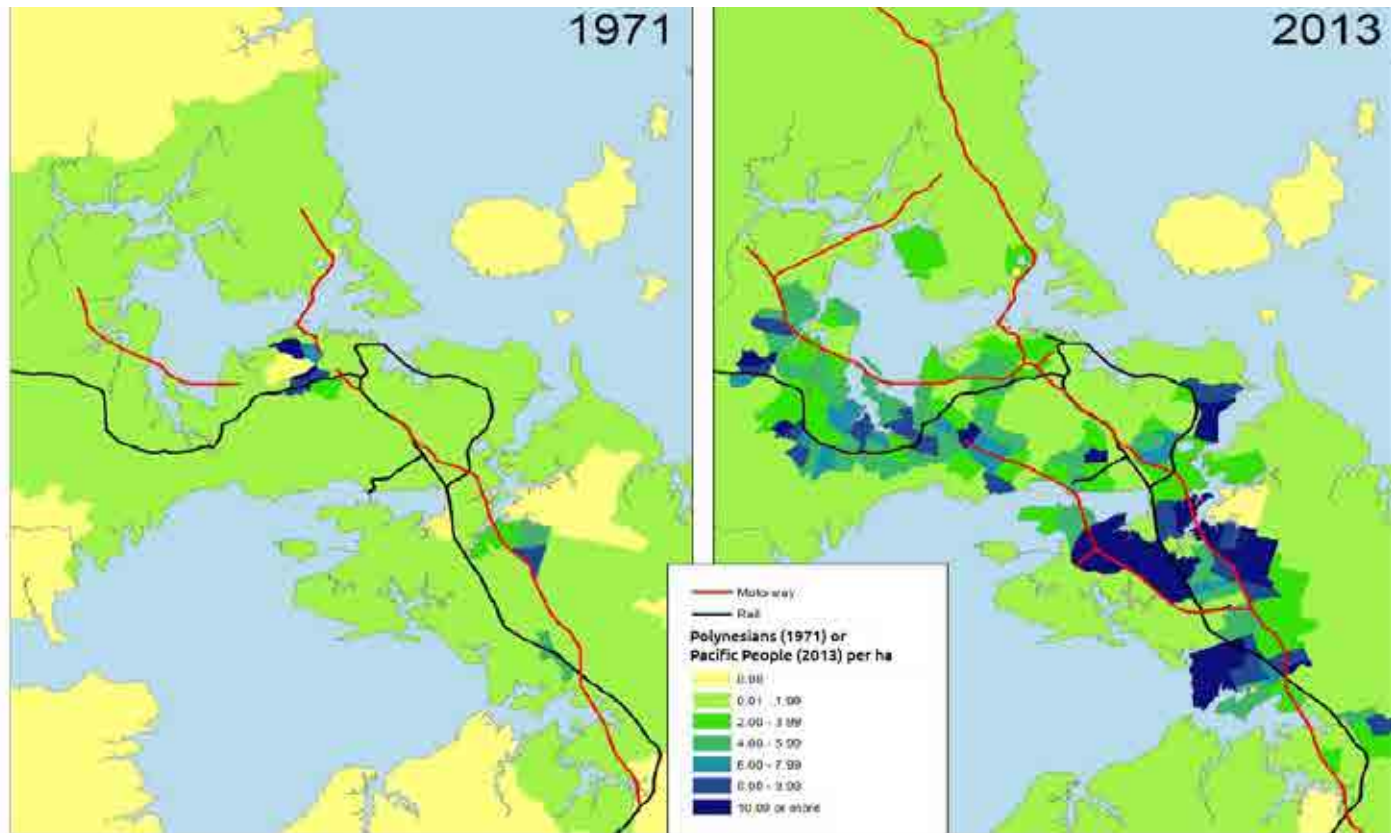 1971
2013
Motorway
Rail
Polynesians (1971) or
Pacific People (2013) per ha
0.00
0.01 - 1.99
2.00 - 3.99
4.00 - 5.99
6.00 - 7.99
8.00 - 9.99
10.00 or more